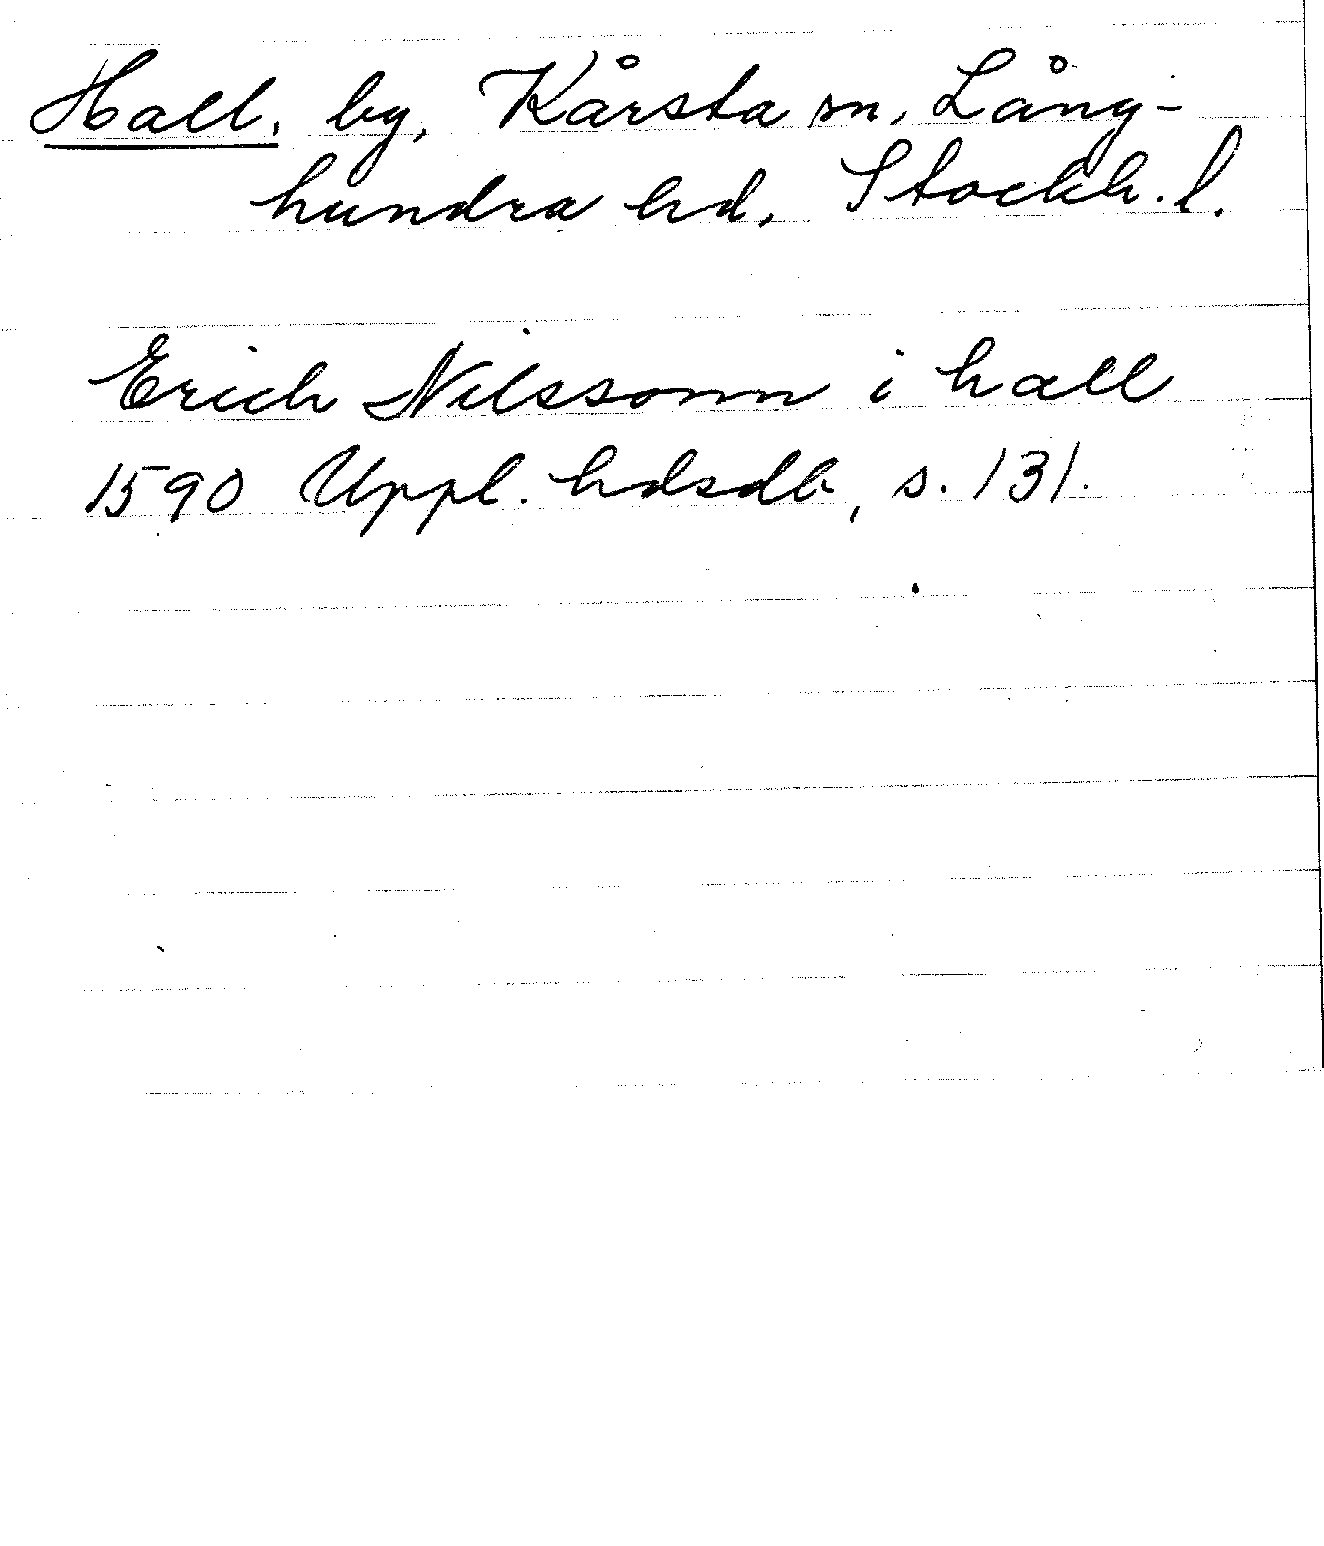 Hall, by, Kårsta sn, Lång-
hundra hd, Stockh. l.
Erich Nilssonn i hall
1590 Uppl. hdsdb, s. 131.